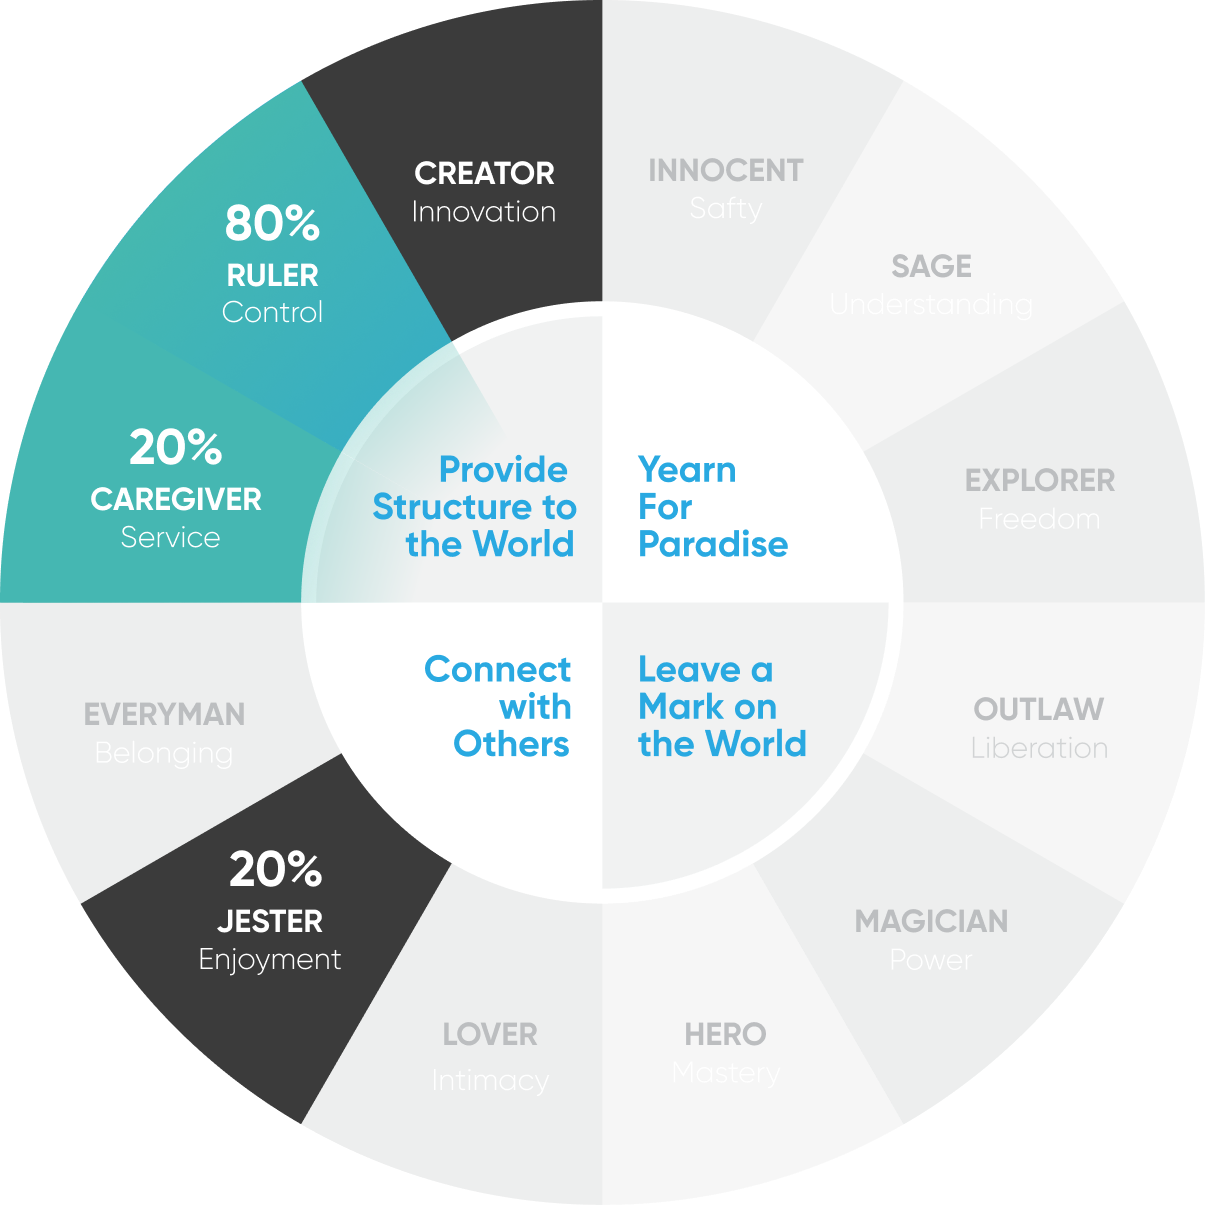 CREATOR
Innovation
INNOCENT
Safty
80%
RULER
Control
SAGE
Understanding
20%
CAREGIVER
Service
EXPLORER
Freedom
Provide
Structure to
the World
Yearn
For
Paradise
Connect
with
Others
Leave a
Mark on
the World
EVERYMAN
Belonging
OUTLAW
Liberation
20%
JESTER
Enjoyment
MAGICIAN
Power
LOVER
Intimacy
HERO
Mastery